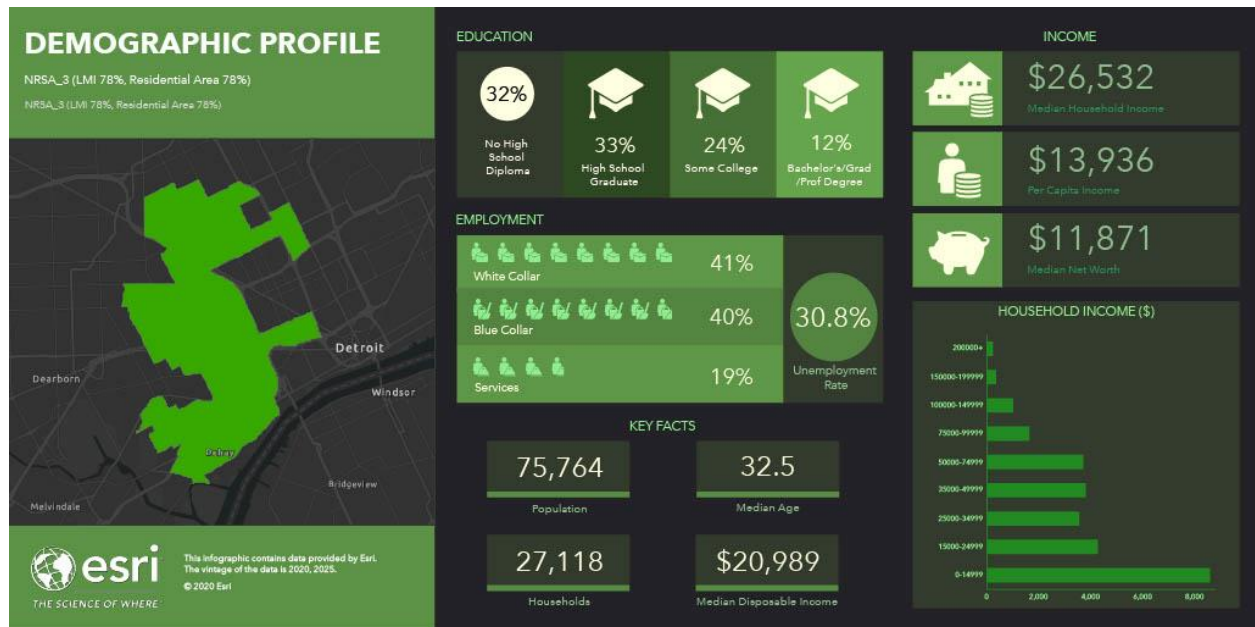 DEMOGRAPHIC PROFILE
NRSA_3 (LMI 78%, Residential Area 78%)
NRSA_3 (LMI 78%, Residential Area 78%)
Detroit
Dearborn
Windsor
Delray
Bridgeview
Melvindale
esri
THE SCIENCE OF WHERE
This infographic contains data provided by Esri.
The vintage of the data is 2020, 2025.
© 2020 Esri
EDUCATION
32%
No High
School
Diploma
33%
High School
Graduate
24%
Some College
12%
Bachelor's/Grad
/Prof Degree
EMPLOYMENT
White Collar
41%
Blue Collar
40%
Services
19%
30.8%
Unemployment
Rate
KEY FACTS
75,764
Population
32.5
Median Age
27,118
Households
$20,989
Median Disposable Income
INCOME
$26,532
Median Household Income
$13,936
Per Capita Income
$11,871
Median Net Worth
HOUSEHOLD INCOME ($)
200000+
150000-199999
100000-149999
75000-99999
50000-74999
35000-49999
25000-34999
15000-24999
0-14999
0 2,000 4,000 6,000 8,000